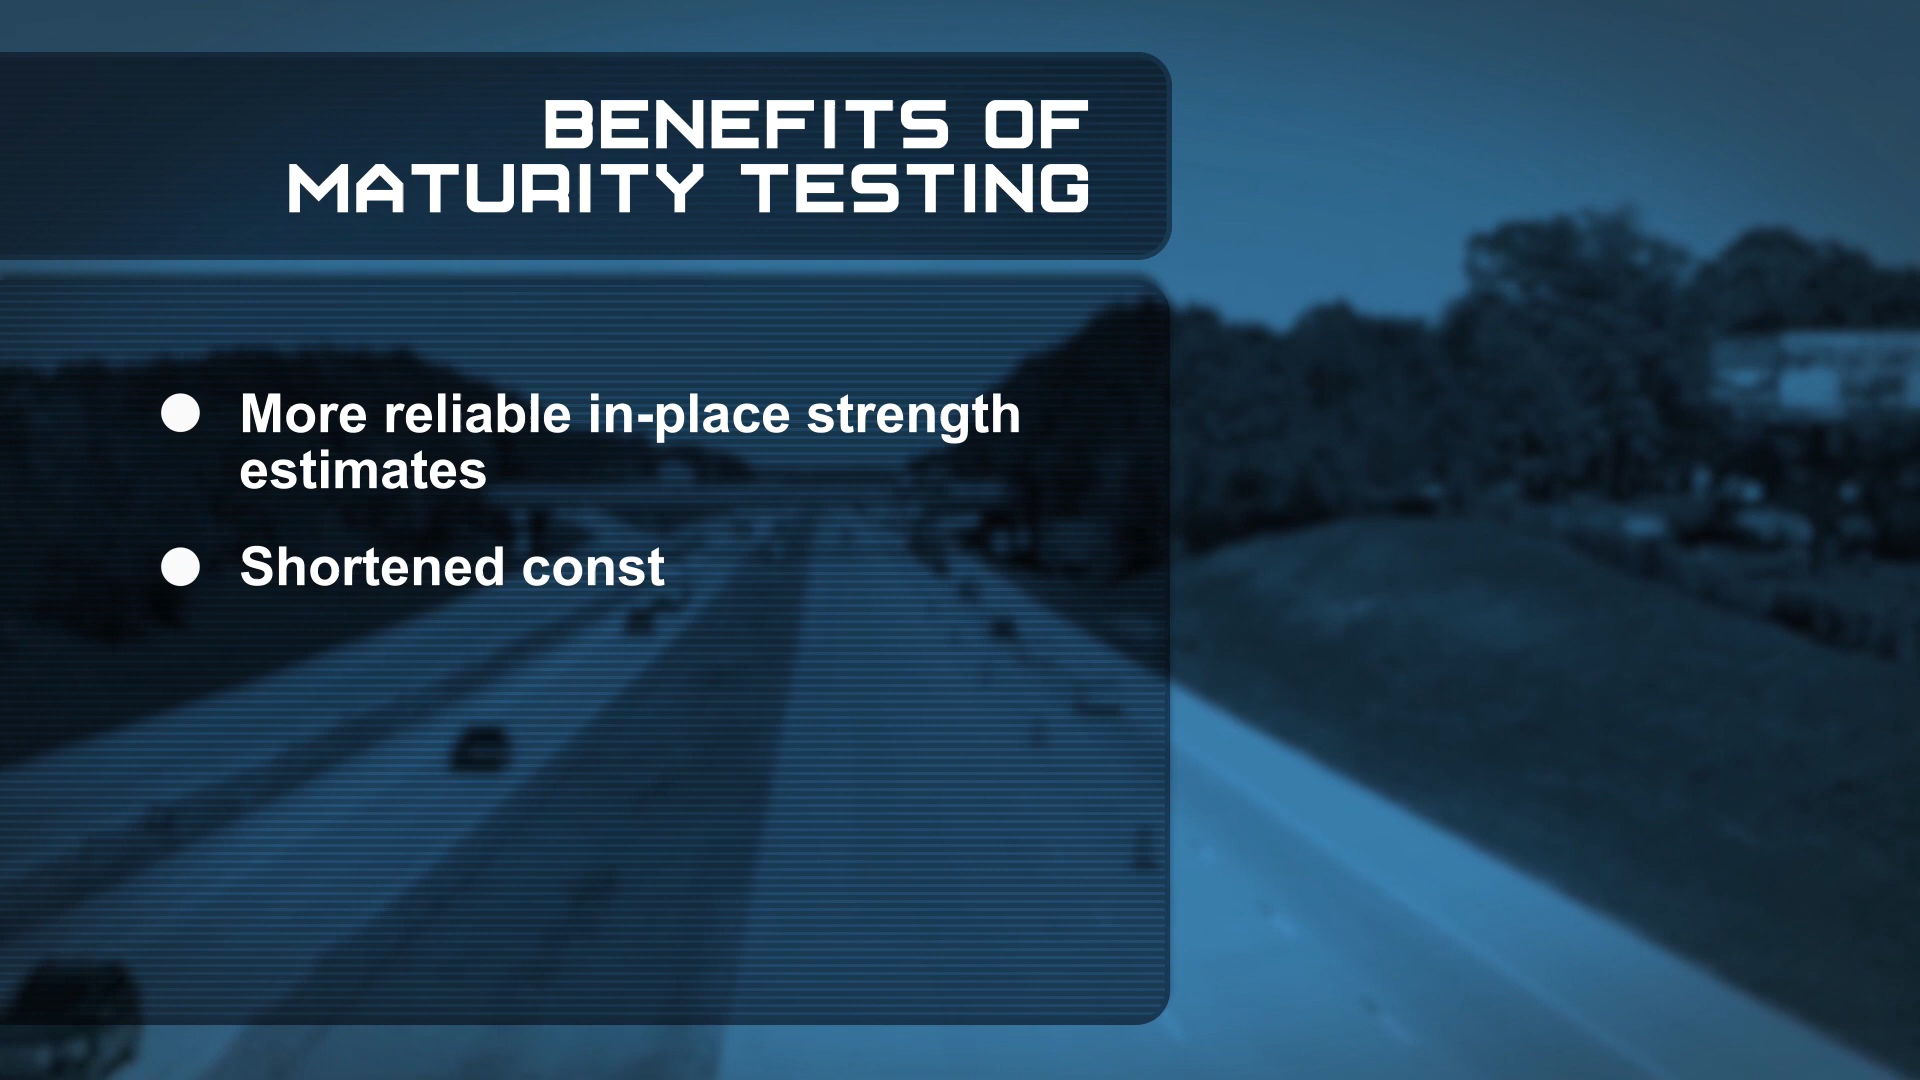 BENEFITS OF
MATURITY TESTING
● More reliable in-place strength
estimates
● Shortened const